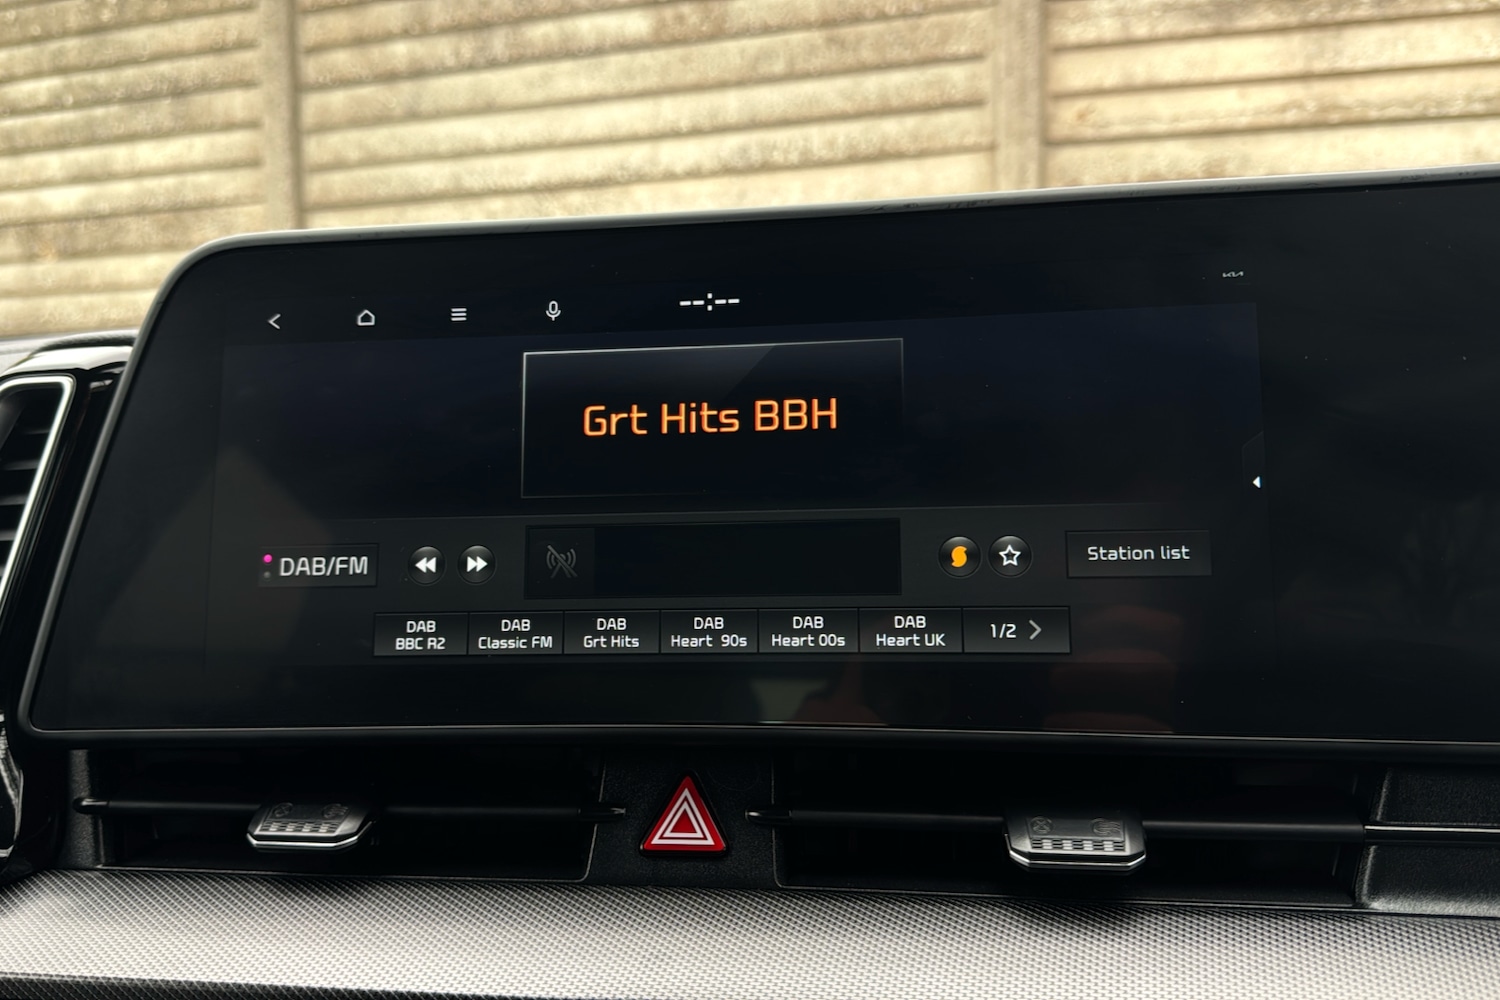 --:--
KIA
Grt Hits BBH
DAB/FM
Station list
DAB
BBC R2
DAB
Classic FM
DAB
Grt Hits
DAB
Heart 90s
DAB
Heart 00s
DAB
Heart UK
1/2